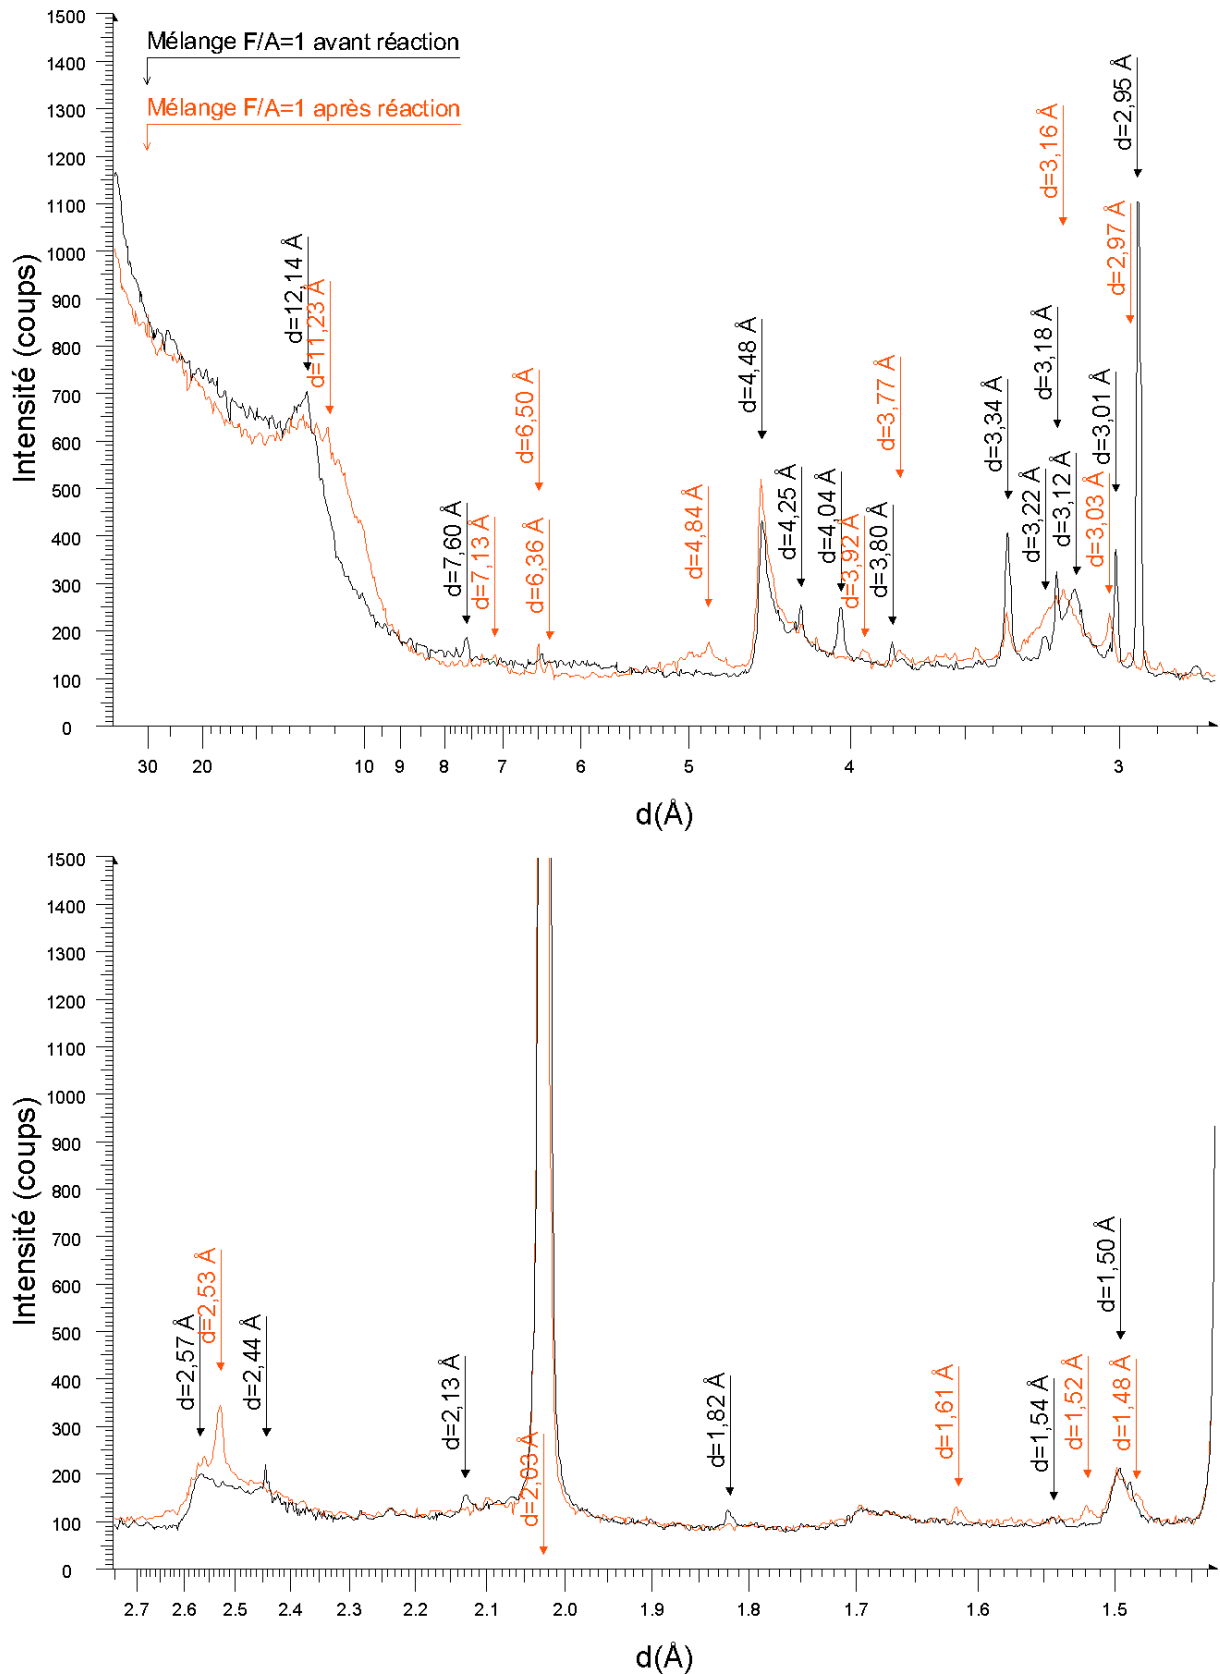 1500
Mélange F/A=1 avant réaction
1400
1300
Mélange F/A=1 après réaction
1200
1100
1000
900
800
700
600
500
400
300
200
100
0
Intensité (coups)
d=12,14 Å
d=11,23 Å
d=7,60 Å
d=7,13 Å
d=6,50 Å
d=6,36 Å
d=4,84 Å
d=4,48 Å
d=4,25 Å
d=4,04 Å
d=3,92 Å
d=3,80 Å
d=3,77 Å
d=3,34 Å
d=3,22 Å
d=3,18 Å
d=3,16 Å
d=3,12 Å
d=3,03 Å
d=3,01 Å
d=2,97 Å
d=2,95 Å
30 20 10 9 8 7 6 5 4 3
d(Å)
1500
1400
1300
1200
1100
1000
900
800
700
600
500
400
300
200
100
0
Intensité (coups)
d=2,57 Å
d=2,53 Å
d=2,44 Å
d=2,13 Å
d=2,03 Å
d=1,82 Å
d=1,61 Å
d=1,54 Å
d=1,52 Å
d=1,50 Å
d=1,48 Å
2.7 2.6 2.5 2.4 2.3 2.2 2.1 2.0 1.9 1.8 1.7 1.6 1.5
d(Å)